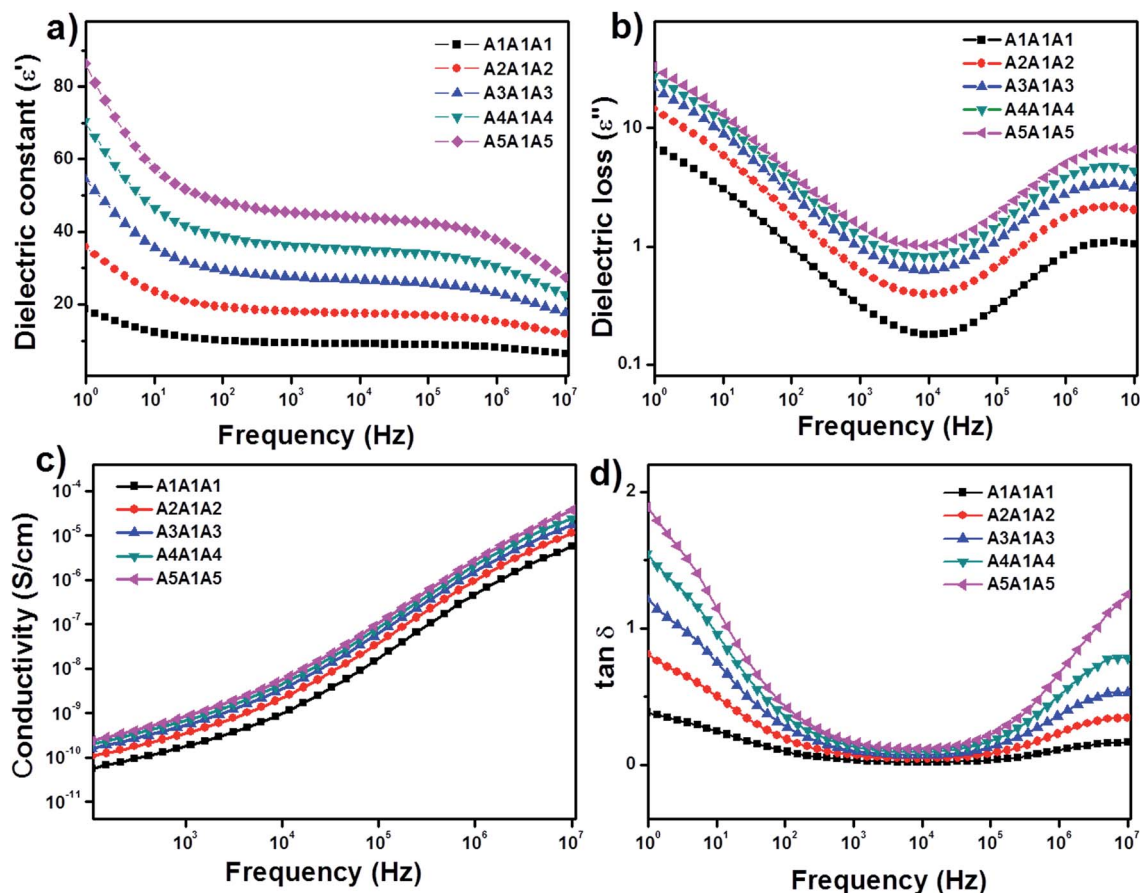 a)
Dielectric constant (ε')
80
60
40
20
A1A1A1
A2A1A2
A3A1A3
A4A1A4
A5A1A5
10⁰ 10¹ 10² 10³ 10⁴ 10⁵ 10⁶ 10⁷
Frequency (Hz)
b)
Dielectric loss (ε'')
10
1
0.1
A1A1A1
A2A1A2
A3A1A3
A4A1A4
A5A1A5
10⁰ 10¹ 10² 10³ 10⁴ 10⁵ 10⁶ 10
Frequency (Hz)
c)
Conductivity (S/cm)
10⁻⁴
10⁻⁵
10⁻⁶
10⁻⁷
10⁻⁸
10⁻⁹
10⁻¹⁰
10⁻¹¹
A1A1A1
A2A1A2
A3A1A3
A4A1A4
A5A1A5
10³ 10⁴ 10⁵ 10⁶ 10⁷
Frequency (Hz)
d)
tan δ
2
1
0
A1A1A1
A2A1A2
A3A1A3
A4A1A4
A5A1A5
10⁰ 10¹ 10² 10³ 10⁴ 10⁵ 10⁶ 10⁷
Frequency (Hz)